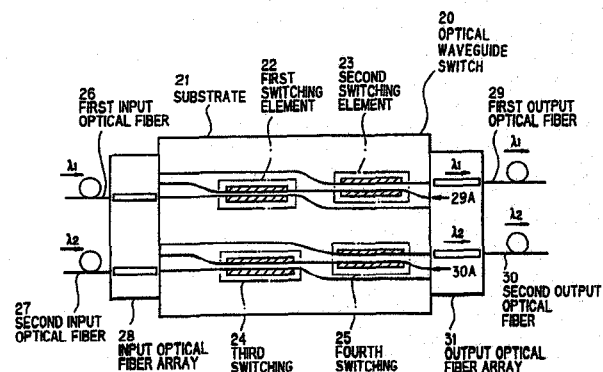 20
OPTICAL
WAVEGUIDE
SWITCH
22
FIRST
SWITCHING
ELEMENT
23
SECOND
SWITCHING
ELEMENT
21
SUBSTRATE
26
FIRST INPUT
OPTICAL FIBER
29
FIRST OUTPUT
OPTICAL FIBER
λ1
λ1
λ1
29A
λ2
λ2
λ2
30A
27
SECOND INPUT
OPTICAL FIBER
28
INPUT OPTICAL
FIBER ARRAY
24
THIRD
SWITCHING
25
FOURTH
SWITCHING
30
SECOND OUTPUT
OPTICAL
FIBER
31
OUTPUT OPTICAL
FIBER ARRAY